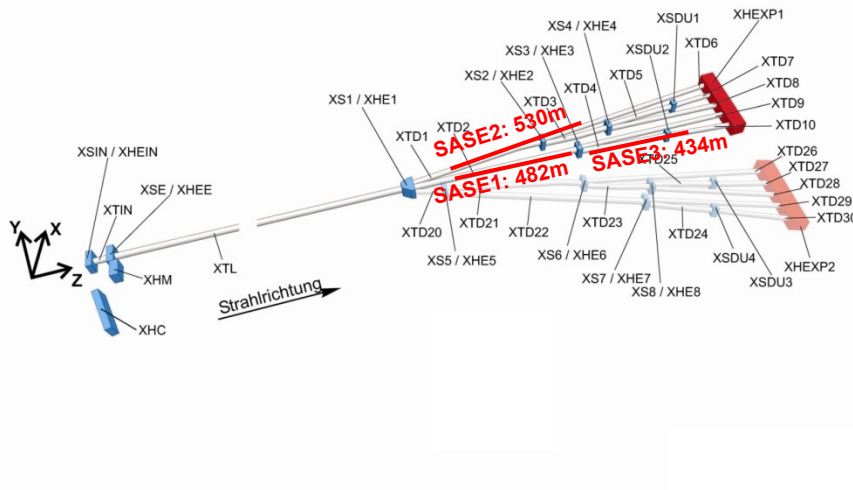 XHEXP1
XSDU1
XS4 / XHE4
XTD6
XSDU2
XS3 / XHE3
XTD7
XTD5
XS2 / XHE2
XTD8
XTD4
XS1 / XHE1
XTD3
XTD9
XTD2
SASE2: 530m
XTD1
XTD10
XSIN / XHEIN
SASE3: 434m
XTD26
XTD25
XTD27
SASE1: 482m
XSE / XHEE
XTD28
XTIN
XTD29
XTD20
XTD21
XTD22
XTD23
XTD24
XTD30
Y
X
Z
XHM
XTL
XS5 / XHE5
XS6 / XHE6
XSDU4
XHEXP2
XS7 / XHE7
XSDU3
XS8 / XHE8
Strahlrichtung
XHC